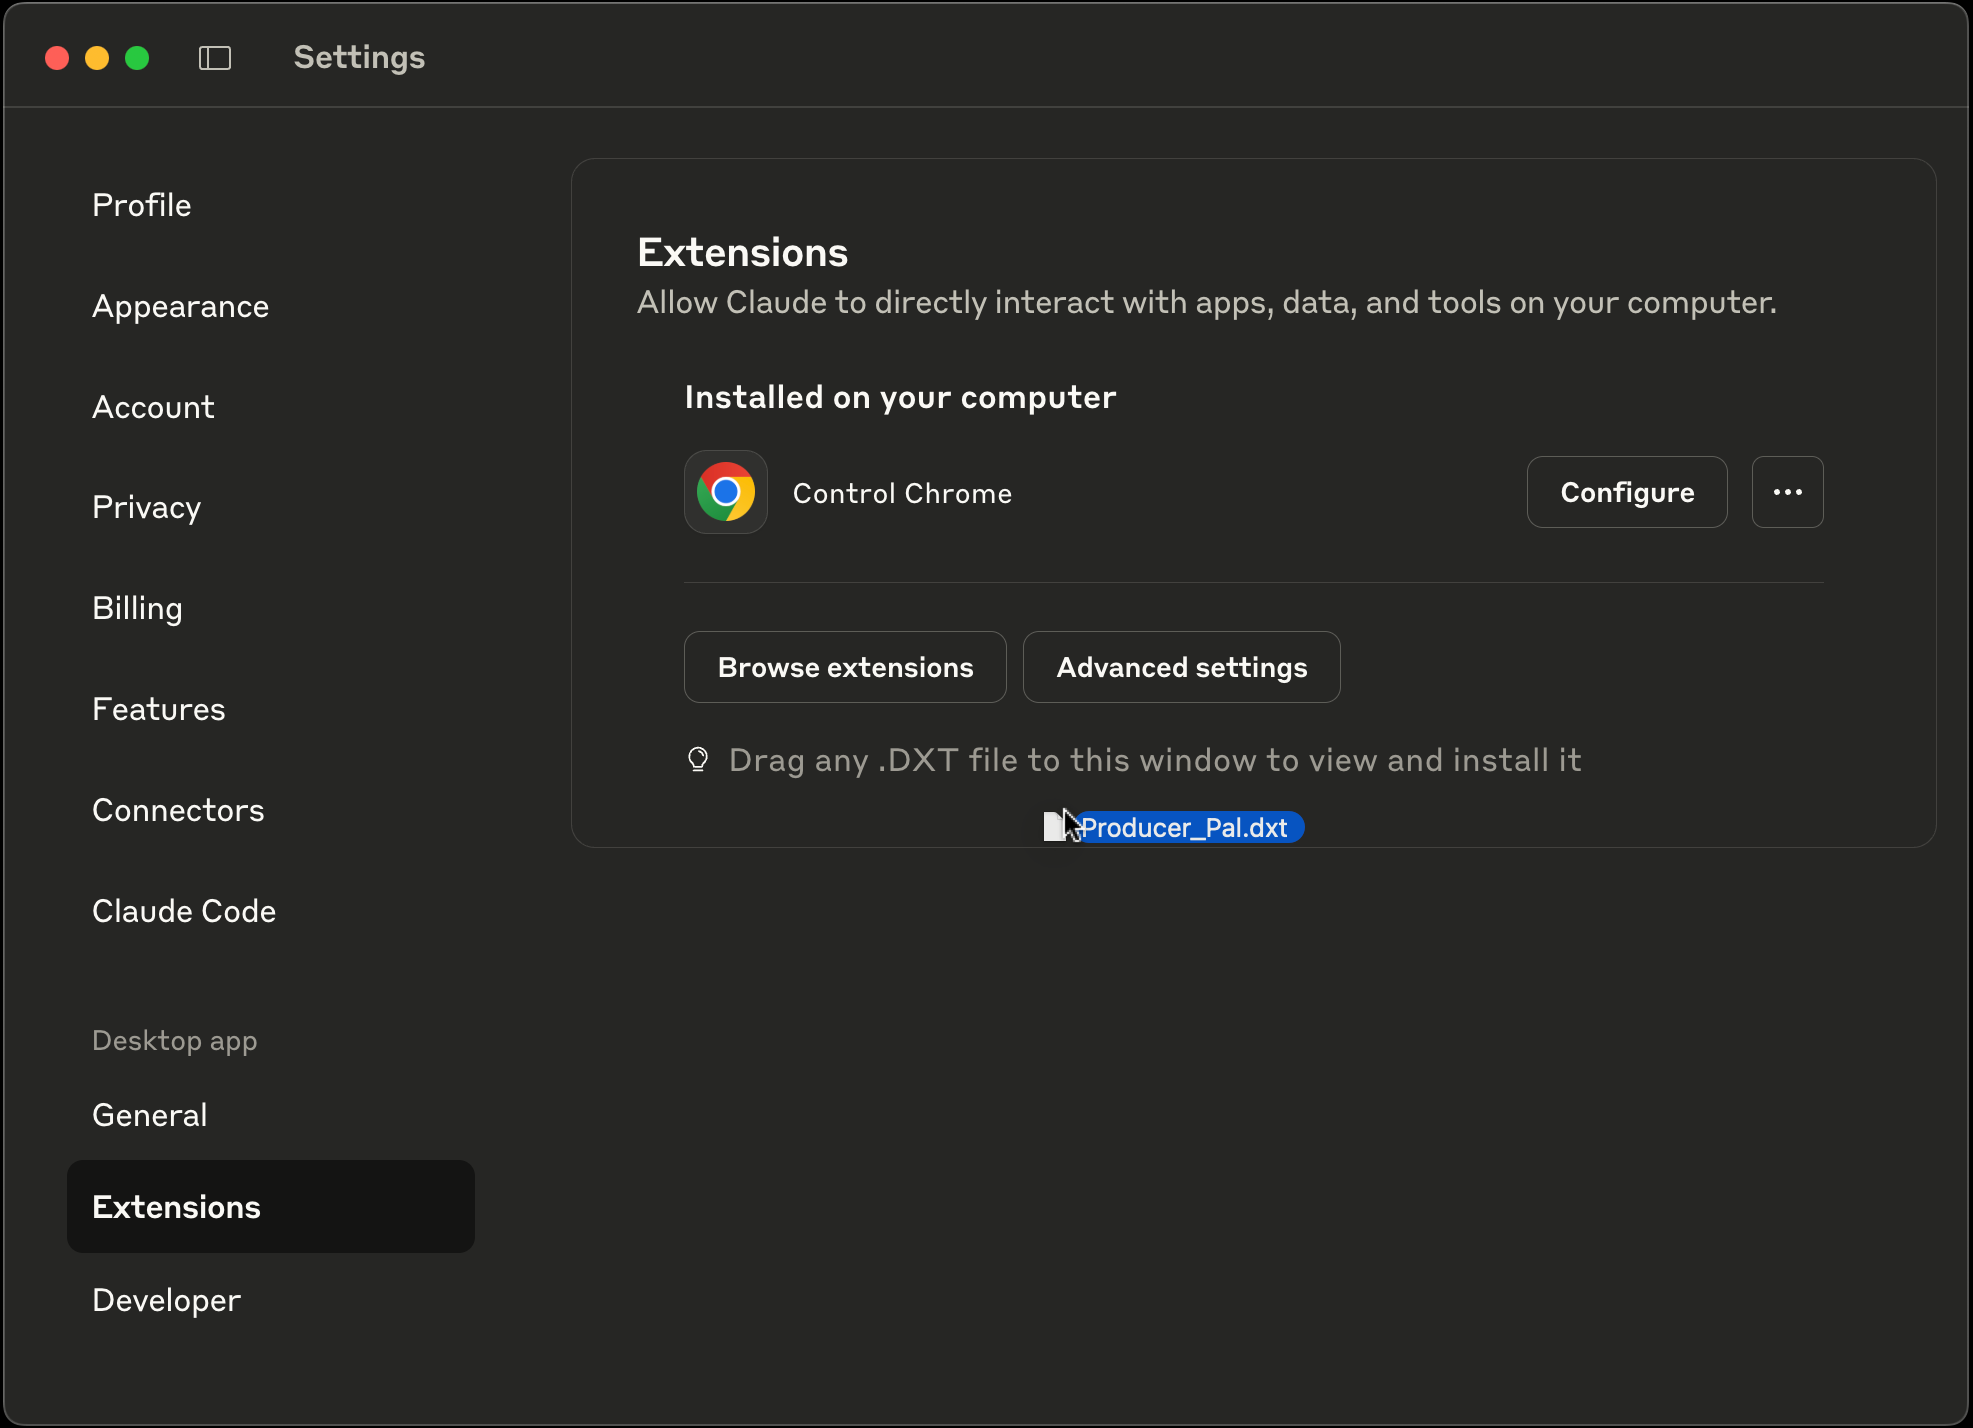 Settings
Profile
Appearance
Account
Privacy
Billing
Features
Connectors
Claude Code
Desktop app
General
Extensions
Developer
Extensions
Allow Claude to directly interact with apps, data, and tools on your computer.
Installed on your computer
Control Chrome
Configure
Browse extensions
Advanced settings
Drag any .DXT file to this window to view and install it
Producer_Pal.dxt